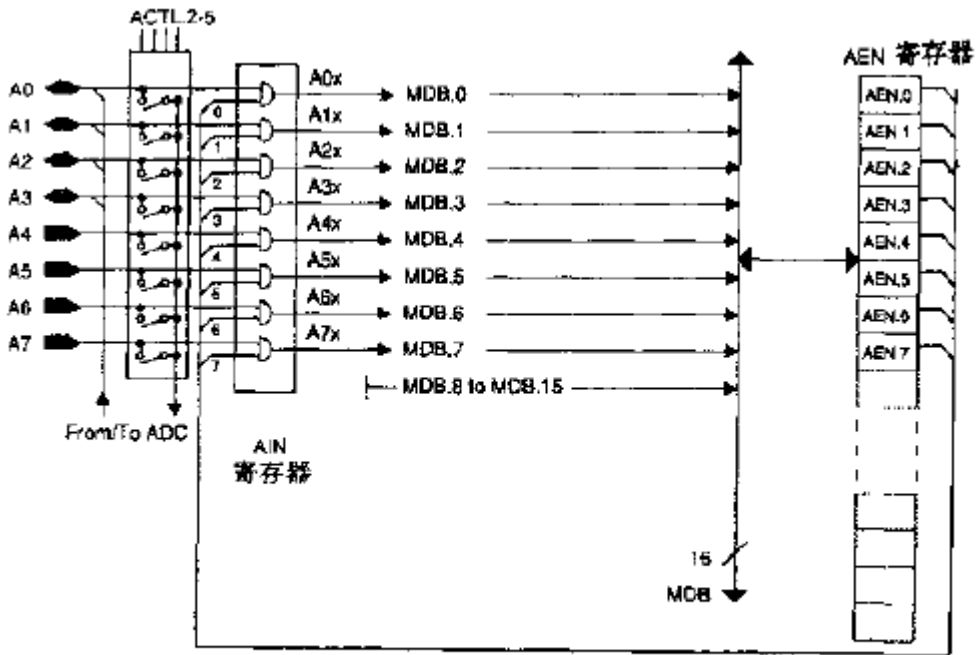 ACTL.2-5
AEN 寄存器
A0
A0x
MDB.0
AEN.0
A1
0
A1x
MDB.1
AEN.1
A2
1
A2x
MDB.2
AEN.2
A3
2
A3x
MDB.3
AEN.3
A4
3
A4x
MDB.4
AEN.4
A5
4
A5x
MDB.5
AEN.5
A6
5
A6x
MDB.6
A7
6
A7x
MDB.7
AEN.7
7
MDB.8 to MDB.15
From/To ADC
AIN
寄存器
16
MDB